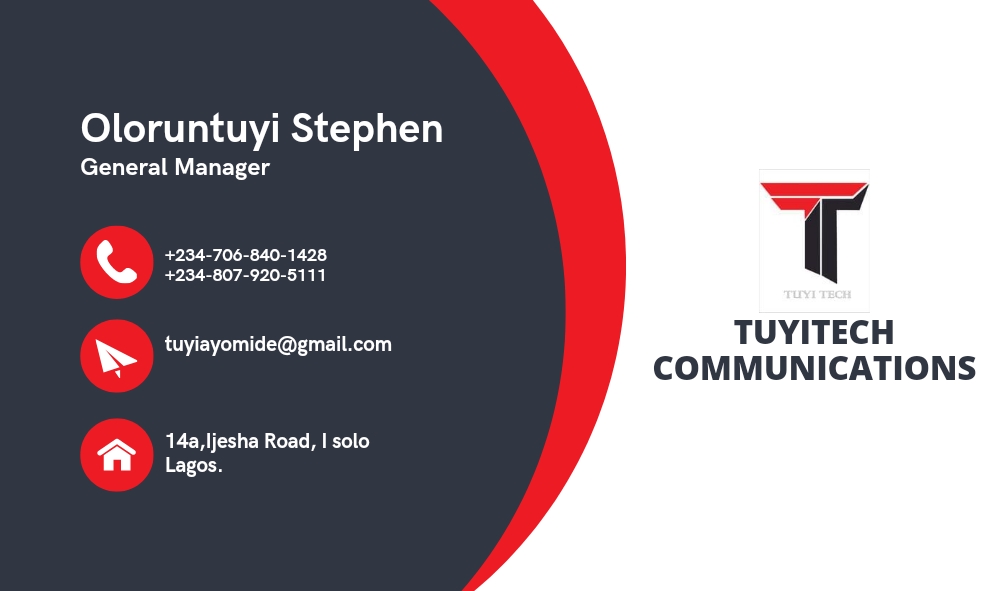 Oloruntuyi Stephen
General Manager
+234-706-840-1428
+234-807-920-5111
tuyiayomide@gmail.com
14a,Ijesha Road, I solo
Lagos.
TUYI TECH
TUYITECH
COMMUNICATIONS